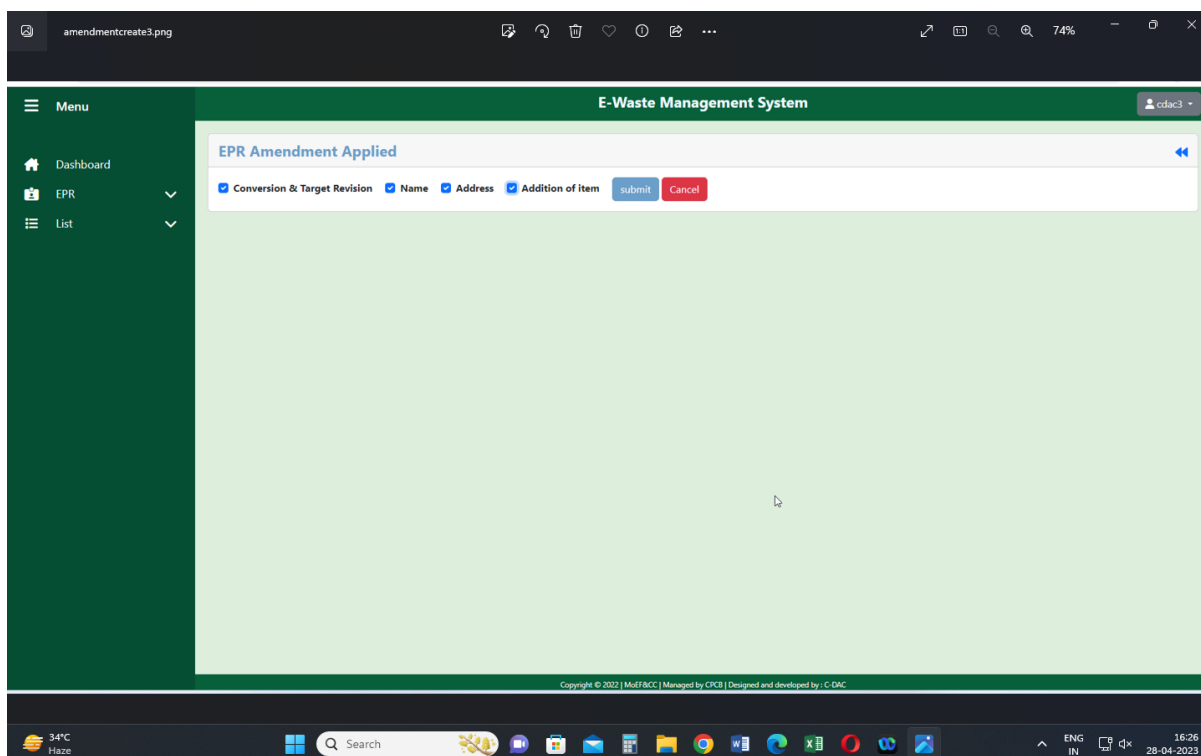 amendmentcreate3.png
74%
Menu
E-Waste Management System
cdac3
Dashboard
EPR
List
EPR Amendment Applied
Conversion & Target Revision Name Address Addition of item submit Cancel
Copyright © 2022 | MoEF&CC | Managed by CPCB | Designed and developed by : C-DAC
34°C
Haze
Search
ENG
IN
16:26
28-04-2023